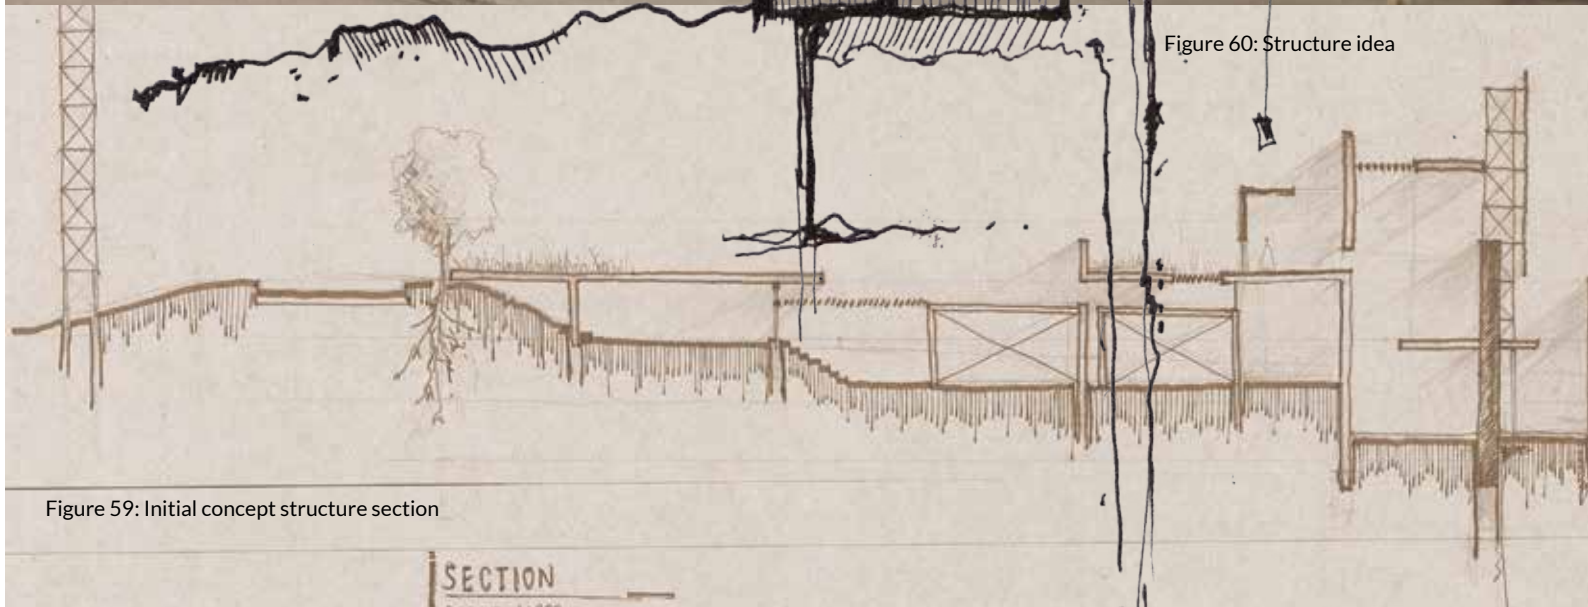 Figure 60: Structure idea
Figure 59: Initial concept structure section
SECTION